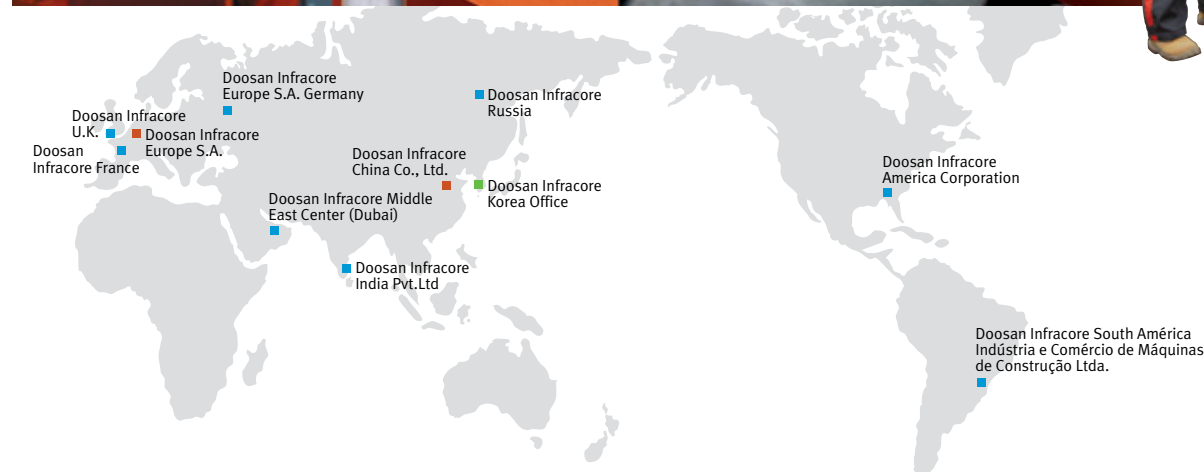 Doosan Infracore
Europe S.A. Germany
Doosan Infracore
Russia
Doosan Infracore
U.K.
Doosan Infracore
Europe S.A.
Doosan
Infracore France
Doosan Infracore
China Co., Ltd.
Doosan Infracore
Korea Office
Doosan Infracore Middle
East Center (Dubai)
Doosan Infracore
India Pvt.Ltd
Doosan Infracore
America Corporation
Doosan Infracore South América
Indústria e Comércio de Máquinas
de Construção Ltda.